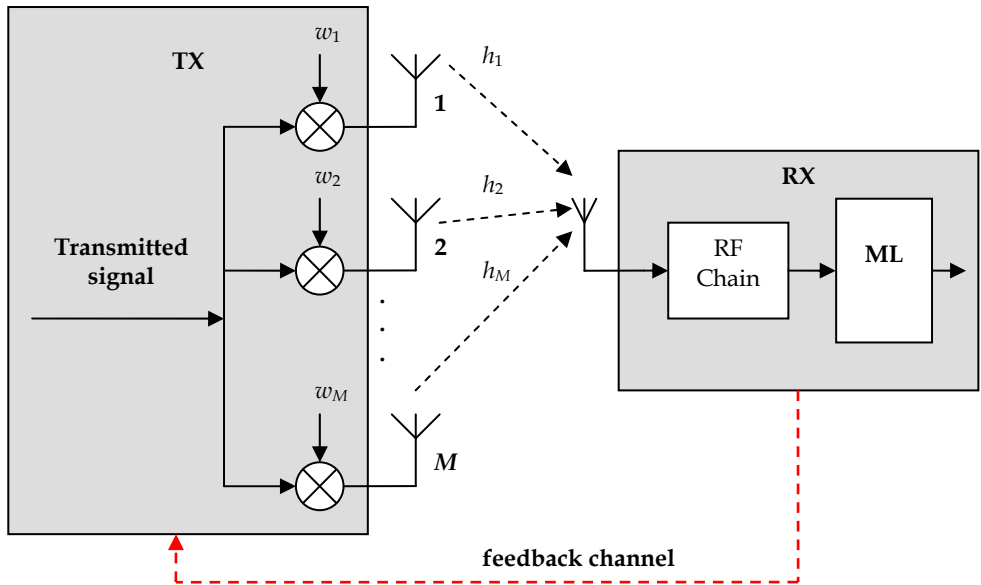 TX
w1
h1
1
w2
h2
2
Transmitted
signal
hM
wM
M
RX
RF
Chain
ML
feedback channel